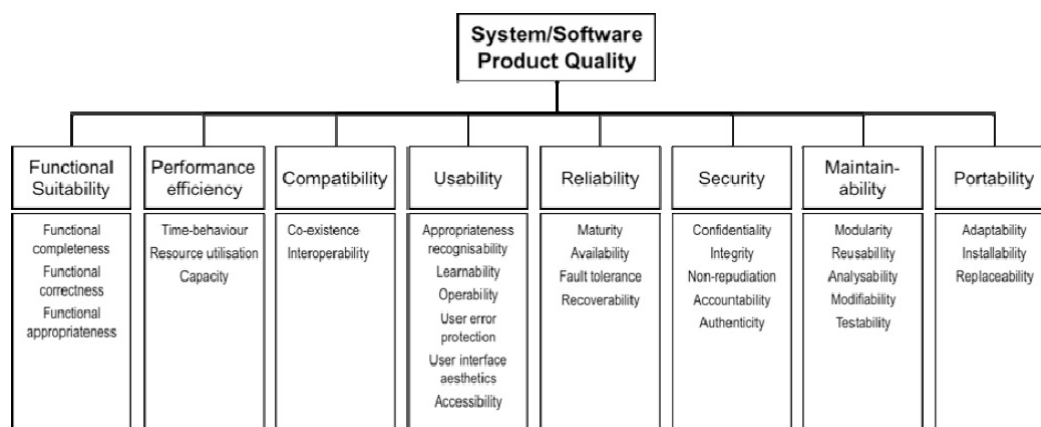 System/Software
Product Quality
Functional
Suitability
Performance
efficiency
Compatibility
Usability
Reliability
Security
Maintain-
ability
Portability
Functional
completeness
Functional
correctness
Functional
appropriateness
Time-behaviour
Resource utilisation
Capacity
Co-existence
Interoperability
Appropriateness
recognisability
Learnability
Operability
User error
protection
User interface
aesthetics
Accessibility
Maturity
Availability
Fault tolerance
Recoverability
Confidentiality
Integrity
Non-repudiation
Accountability
Authenticity
Modularity
Reusability
Analysability
Modifiability
Testability
Adaptability
Installability
Replaceability